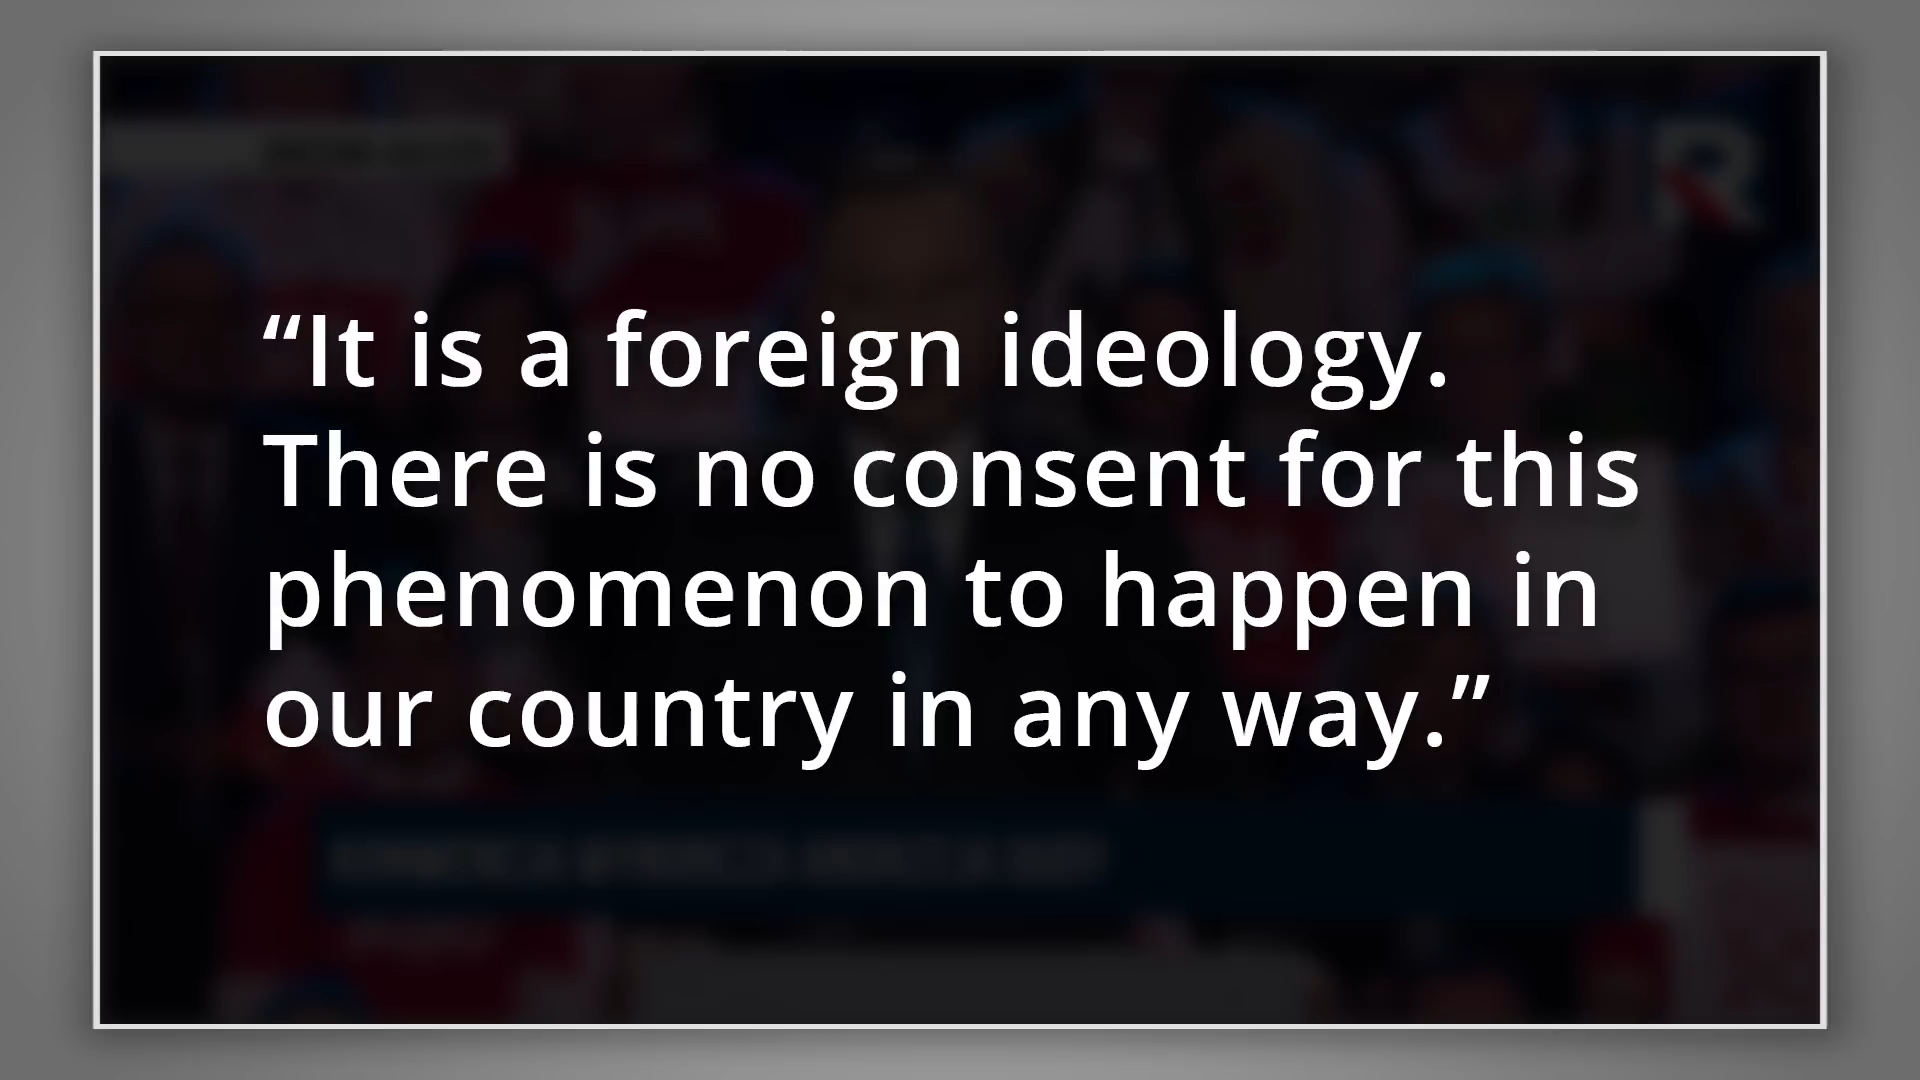 “It is a foreign ideology.
There is no consent for this
phenomenon to happen in
our country in any way.”